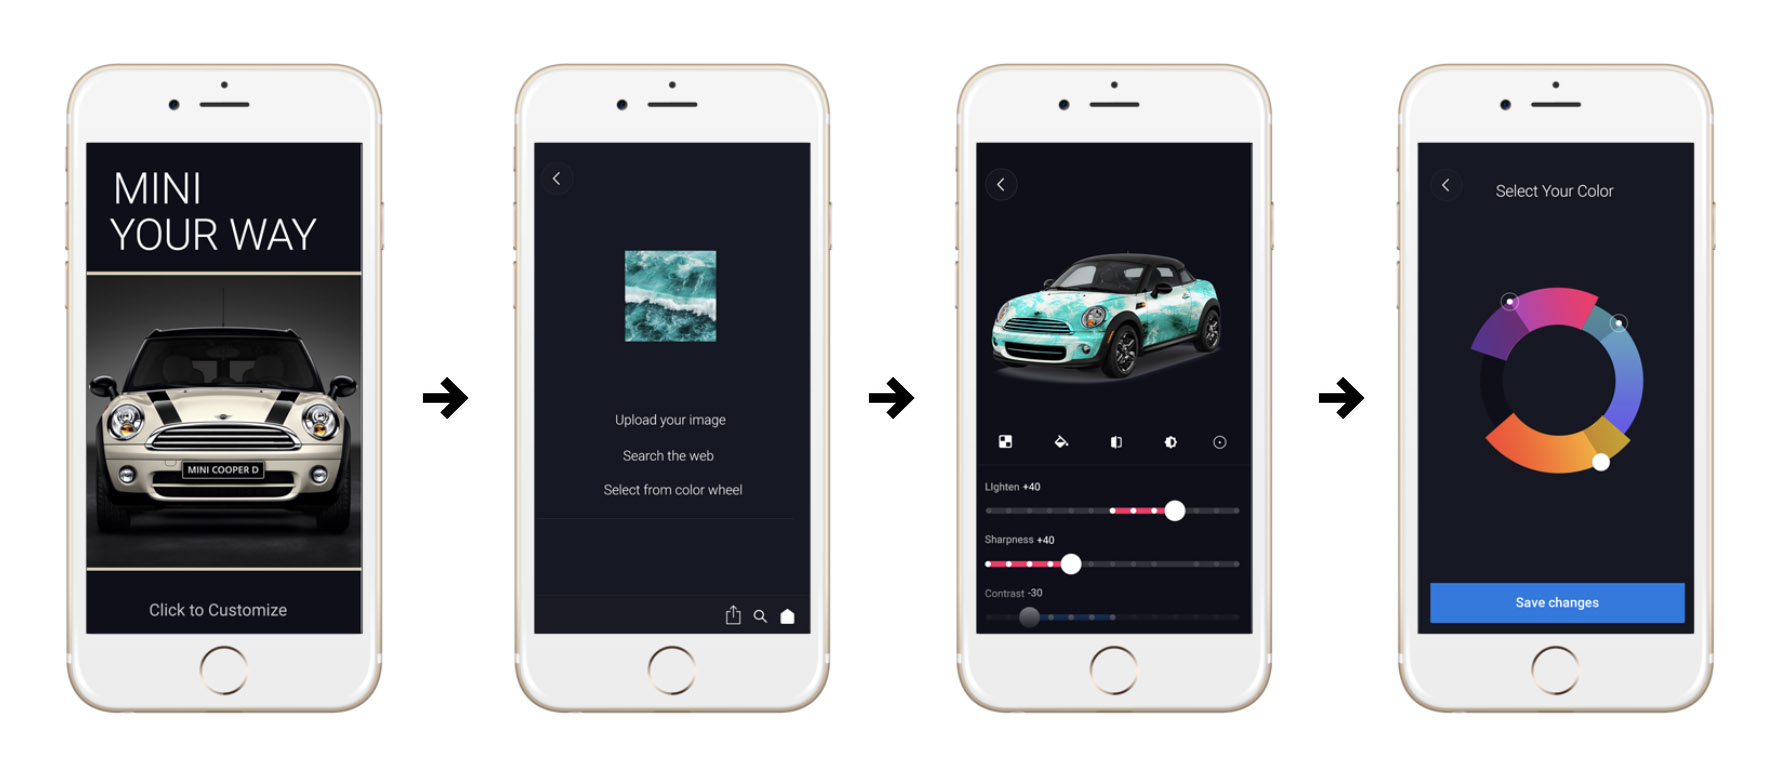 MINI
YOUR WAY
MINI COOPER D
Click to Customize
Upload your image
Search the web
Select from color wheel
LIghten +40
Sharpness +40
Contrast -30
Select Your Color
Save changes